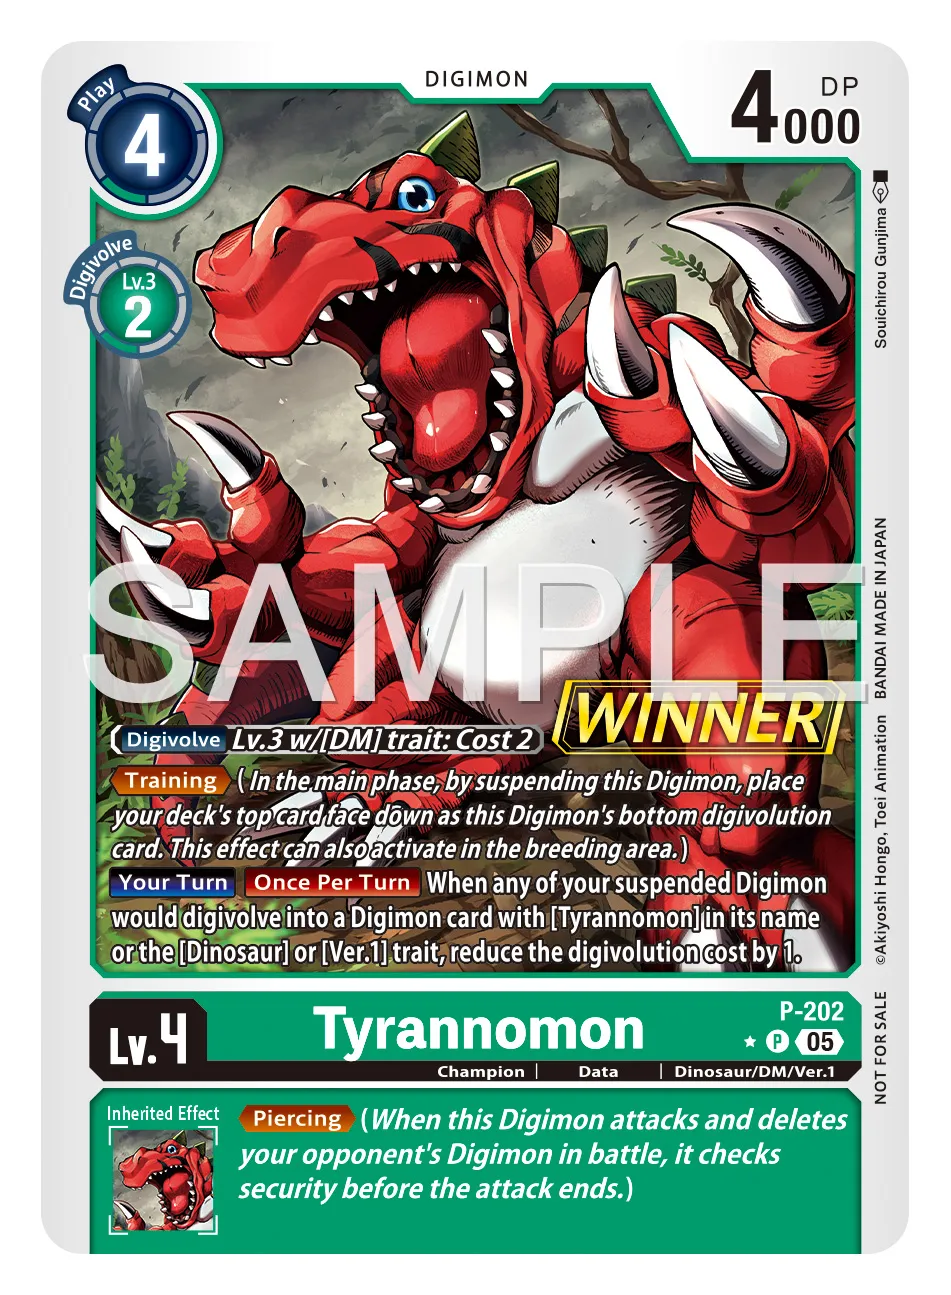 DIGIMON
Play
4
4000
DP
Digivolve
Lv.3
2
Souichirou Gunjima
SAMPLE
WINNER
Digivolve Lv.3 w/[DM] trait: Cost 2
Training (In the main phase, by suspending this Digimon, place
your deck's top card face down as this Digimon's bottom digivolution
card. This effect can also activate in the breeding area.)
Your Turn Once Per Turn When any of your suspended Digimon
would digivolve into a Digimon card with [Tyrannomon] in its name
or the [Dinosaur] or [Ver.1] trait, reduce the digivolution cost by 1.
©Akiyoshi Hongo, Toei Animation BANDAI MADE IN JAPAN
NOT FOR SALE
Lv.4
Tyrannomon
P-202
P 05
Champion | Data | Dinosaur/DM/Ver.1
Inherited Effect
Piercing (When this Digimon attacks and deletes
your opponent's Digimon in battle, it checks
security before the attack ends.)